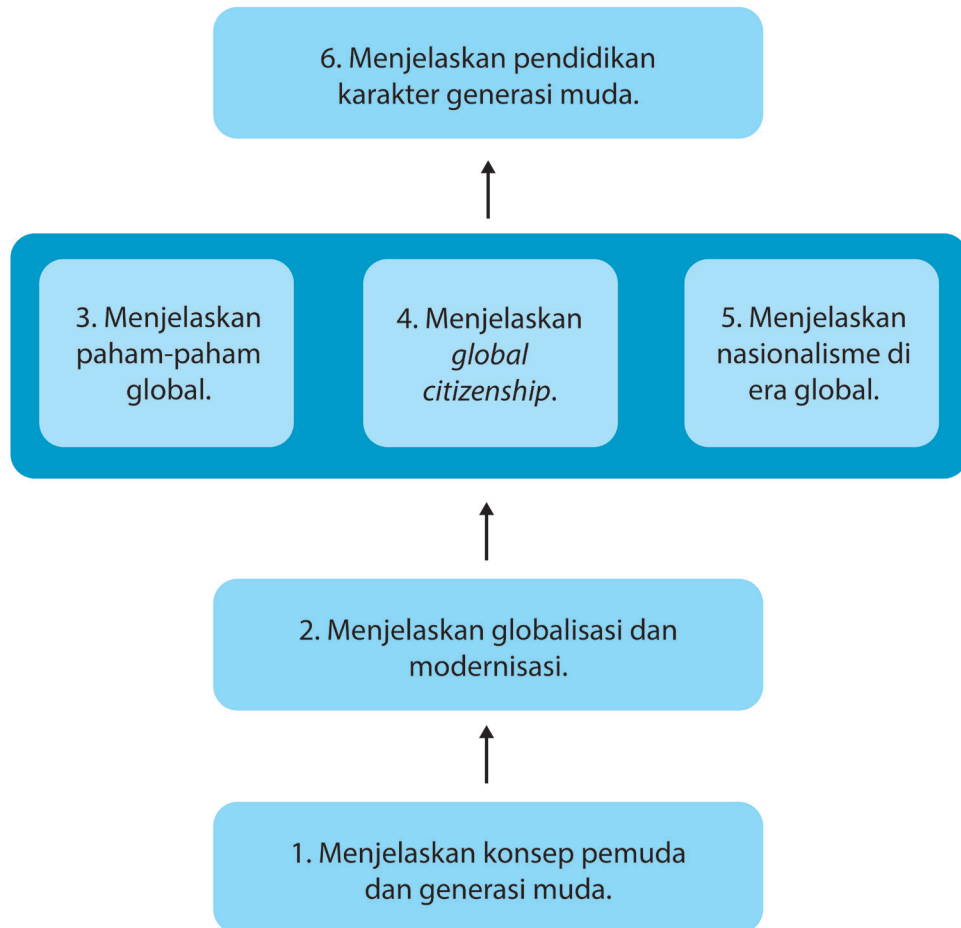 6. Menjelaskan pendidikan
karakter generasi muda.
3. Menjelaskan
paham-paham
global.
4. Menjelaskan
global
citizenship.
5. Menjelaskan
nasionalisme di
era global.
2. Menjelaskan globalisasi dan
modernisasi.
1. Menjelaskan konsep pemuda
dan generasi muda.